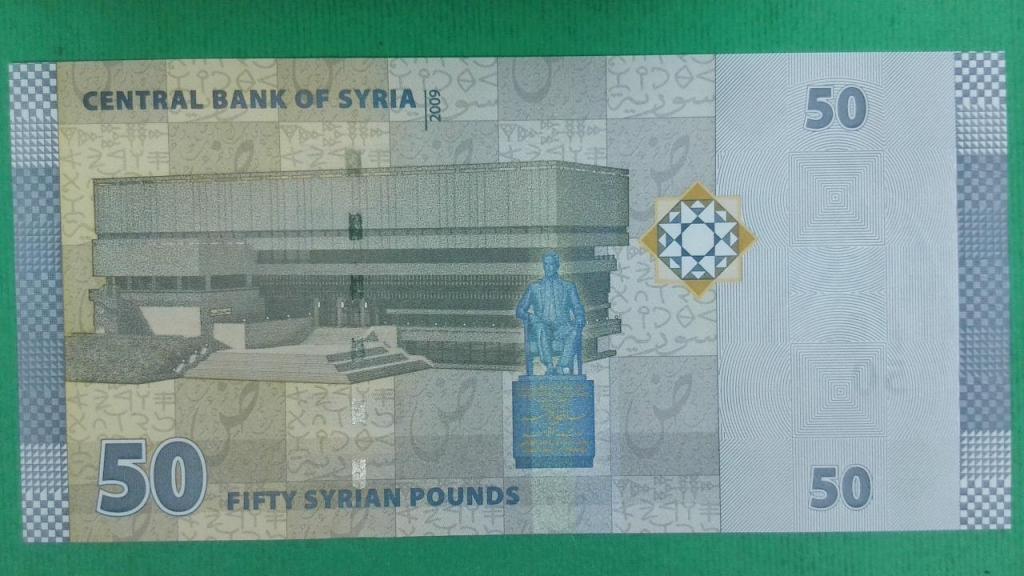 CENTRAL BANK OF SYRIA
2009
50
50
FIFTY SYRIAN POUNDS
50